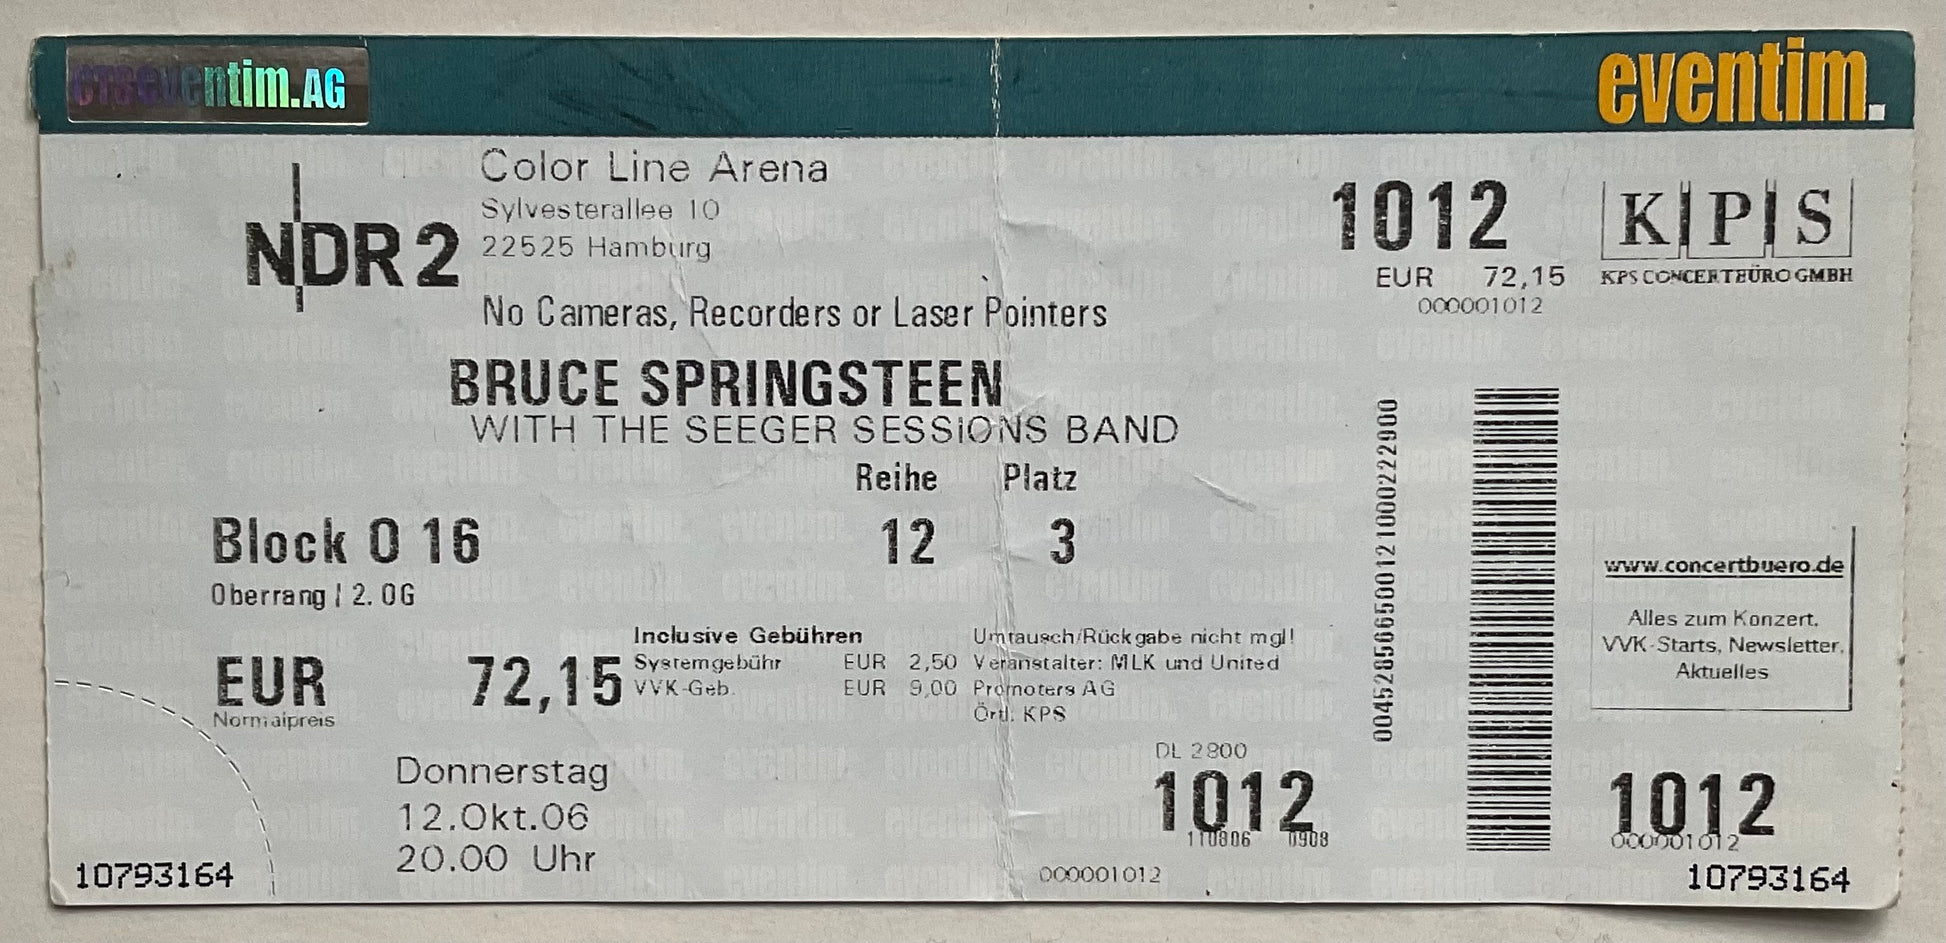 ctseventim.AG
eventim.
Color Line Arena
Sylvesterallee 10
22525 Hamburg
NDR 2
No Cameras, Recorders or Laser Pointers
1012
EUR 72,15
000001012
K|P|S
KPS CONCERTBÜRO GMBH
BRUCE SPRINGSTEEN
WITH THE SEEGER SESSIONS BAND
Reihe Platz
Block O 16 12 3
Oberrang / 2. OG
Inclusive Gebühren
Systemgebühr EUR 2,50
VVK-Geb. EUR 9,00
EUR 72,15
Normalpreis
Umtausch/Rückgabe nicht mgl!
Veranstalter: MLK und United
Promoters AG
Örtl. KPS
Donnerstag
12.Okt.06
20.00 Uhr
10793164
DL 2800
1012
110806 0908
000001012
004528506650012100022290​0
www.concertbuero.de
Alles zum Konzert.
VVK-Starts, Newsletter,
Aktuelles
1012
000001012
10793164